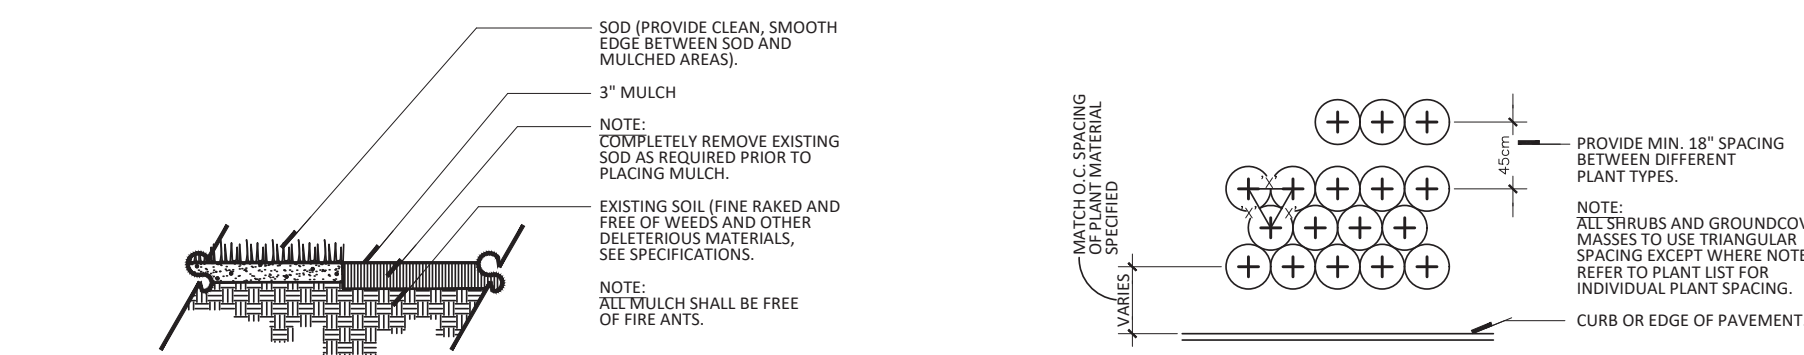 SOD (PROVIDE CLEAN, SMOOTH
EDGE BETWEEN SOD AND
MULCHED AREAS).
3" MULCH
NOTE:
COMPLETELY REMOVE EXISTING
SOD AS REQUIRED PRIOR TO
PLACING MULCH.
EXISTING SOIL (FINE RAKED AND
FREE OF WEEDS AND OTHER
DELETERIOUS MATERIALS,
SEE SPECIFICATIONS.
NOTE:
ALL MULCH SHALL BE FREE
OF FIRE ANTS.
MATCH O.C. SPACING
OF PLANT MATERIAL
SPECIFIED
VARIES
'X'
'X'
'X'
45cm
PROVIDE MIN. 18" SPACING
BETWEEN DIFFERENT
PLANT TYPES.
NOTE:
ALL SHRUBS AND GROUNDCOV
MASSES TO USE TRIANGULAR
SPACING EXCEPT WHERE NOTE
REFER TO PLANT LIST FOR
INDIVIDUAL PLANT SPACING.
CURB OR EDGE OF PAVEMENT